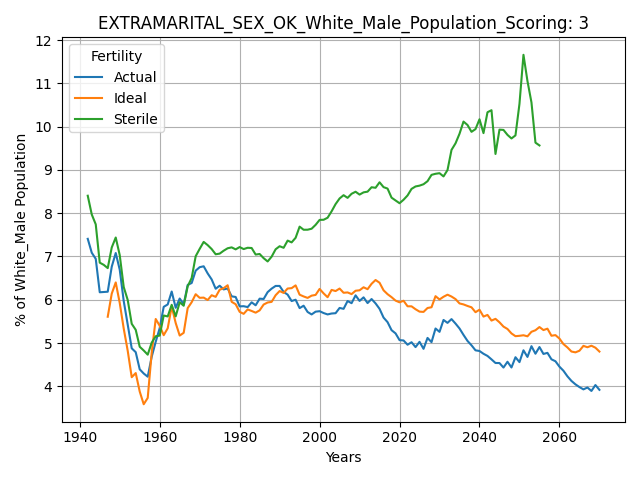 EXTRAMARITAL_SEX_OK_White_Male_Population_Scoring: 3
Fertility
Actual
Ideal
Sterile
% of White_Male Population
12
11
10
9
8
7
6
5
4
1940 1960 1980 2000 2020 2040 2060
Years